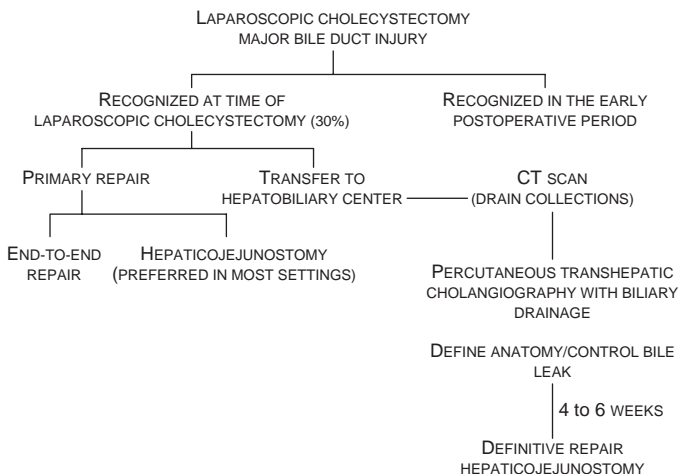 LAPAROSCOPIC CHOLECYSTECTOMY
MAJOR BILE DUCT INJURY
RECOGNIZED AT TIME OF
LAPAROSCOPIC CHOLECYSTECTOMY (30%)
RECOGNIZED IN THE EARLY
POSTOPERATIVE PERIOD
PRIMARY REPAIR
TRANSFER TO
HEPATOBILIARY CENTER
CT SCAN
(DRAIN COLLECTIONS)
END-TO-END
REPAIR
HEPATICOJEJUNOSTOMY
(PREFERRED IN MOST SETTINGS)
PERCUTANEOUS TRANSHEPATIC
CHOLANGIOGRAPHY WITH BILIARY
DRAINAGE
DEFINE ANATOMY/CONTROL BILE
LEAK
4 to 6 WEEKS
DEFINITIVE REPAIR
HEPATICOJEJUNOSTOMY